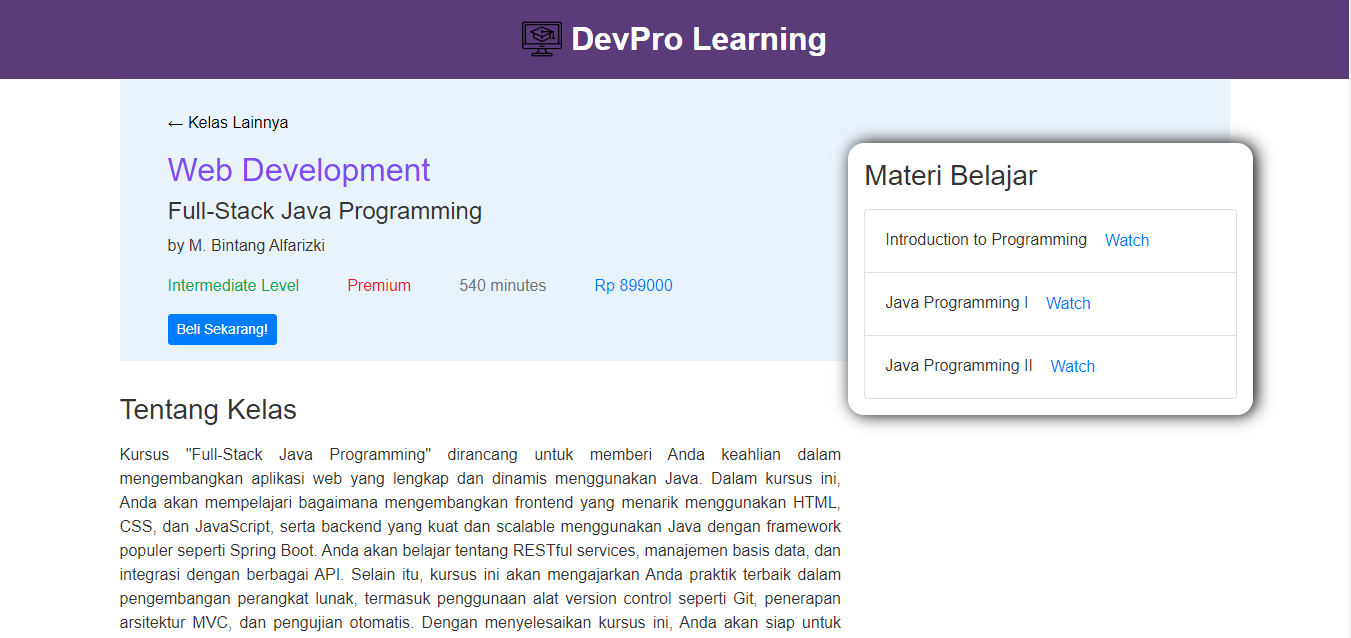 DevPro Learning
← Kelas Lainnya
Web Development
Full-Stack Java Programming
by M. Bintang Alfarizki
Intermediate Level Premium 540 minutes Rp 899000
Beli Sekarang!
Materi Belajar
Introduction to Programming Watch
Java Programming I Watch
Java Programming II Watch
Tentang Kelas
Kursus "Full-Stack Java Programming" dirancang untuk memberi Anda keahlian dalam
mengembangkan aplikasi web yang lengkap dan dinamis menggunakan Java. Dalam kursus ini,
Anda akan mempelajari bagaimana mengembangkan frontend yang menarik menggunakan HTML,
CSS, dan JavaScript, serta backend yang kuat dan scalable menggunakan Java dengan framework
populer seperti Spring Boot. Anda akan belajar tentang RESTful services, manajemen basis data, dan
integrasi dengan berbagai API. Selain itu, kursus ini akan mengajarkan Anda praktik terbaik dalam
pengembangan perangkat lunak, termasuk penggunaan alat version control seperti Git, penerapan
arsitektur MVC, dan pengujian otomatis. Dengan menyelesaikan kursus ini, Anda akan siap untuk